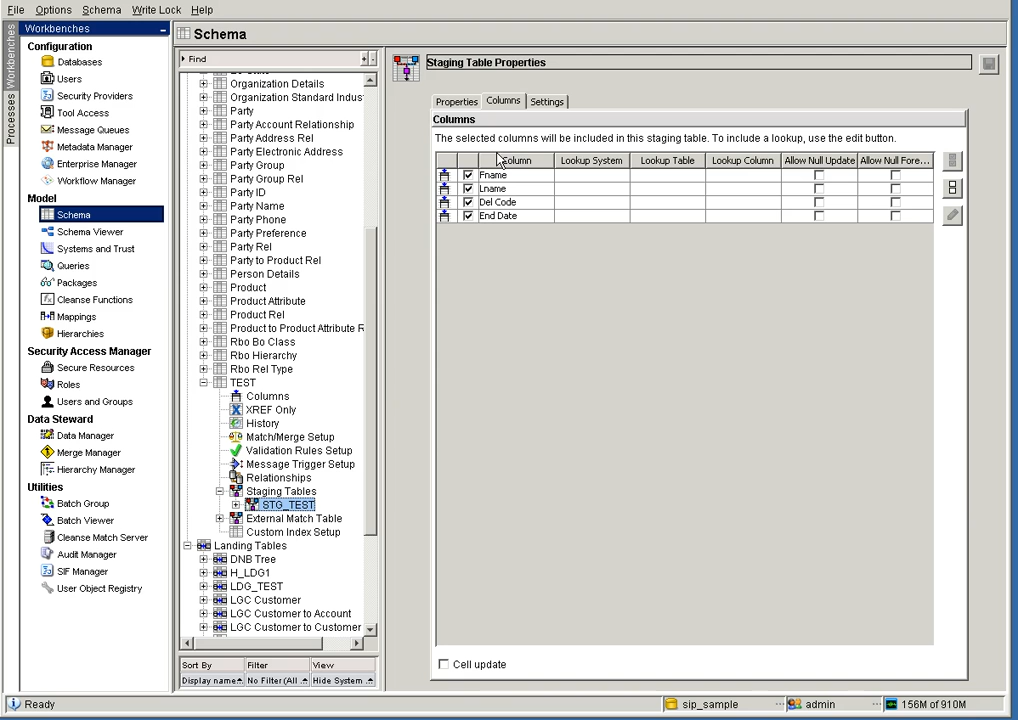 File Options Schema Write Lock Help
Processes Workbenches
Workbenches
Configuration
Databases
Users
Security Providers
Tool Access
Message Queues
Metadata Manager
Enterprise Manager
Workflow Manager
Model
Schema
Schema Viewer
Systems and Trust
Queries
Packages
Cleanse Functions
Mappings
Hierarchies
Security Access Manager
Secure Resources
Roles
Users and Groups
Data Steward
Data Manager
Merge Manager
Hierarchy Manager
Utilities
Batch Group
Batch Viewer
Cleanse Match Server
Audit Manager
SIF Manager
User Object Registry
Schema
Find
Organization Details
Organization Standard Indus
Party
Party Account Relationship
Party Address Rel
Party Electronic Address
Party Group
Party Group Rel
Party ID
Party Name
Party Phone
Party Preference
Party Rel
Party to Product Rel
Person Details
Product
Product Attribute
Product Rel
Product to Product Attribute R
Rbo Bo Class
Rbo Hierarchy
Rbo Rel Type
TEST
Columns
XREF Only
History
Match/Merge Setup
Validation Rules Setup
Message Trigger Setup
Relationships
Staging Tables
STG_TEST
External Match Table
Custom Index Setup
Landing Tables
DNB Tree
H_LDG1
LDG_TEST
LGC Customer
LGC Customer to Account
LGC Customer to Customer
Sort By Filter View
Display name No Filter(All Hide System
Staging Table Properties
Properties Columns Settings
Columns
The selected columns will be included in this staging table. To include a lookup, use the edit button.
Column Lookup System Lookup Table Lookup Column Allow Null Update Allow Null Fore...
Fname
Lname
Del Code
End Date
Cell update
Ready sip_sample admin 156M of 910M